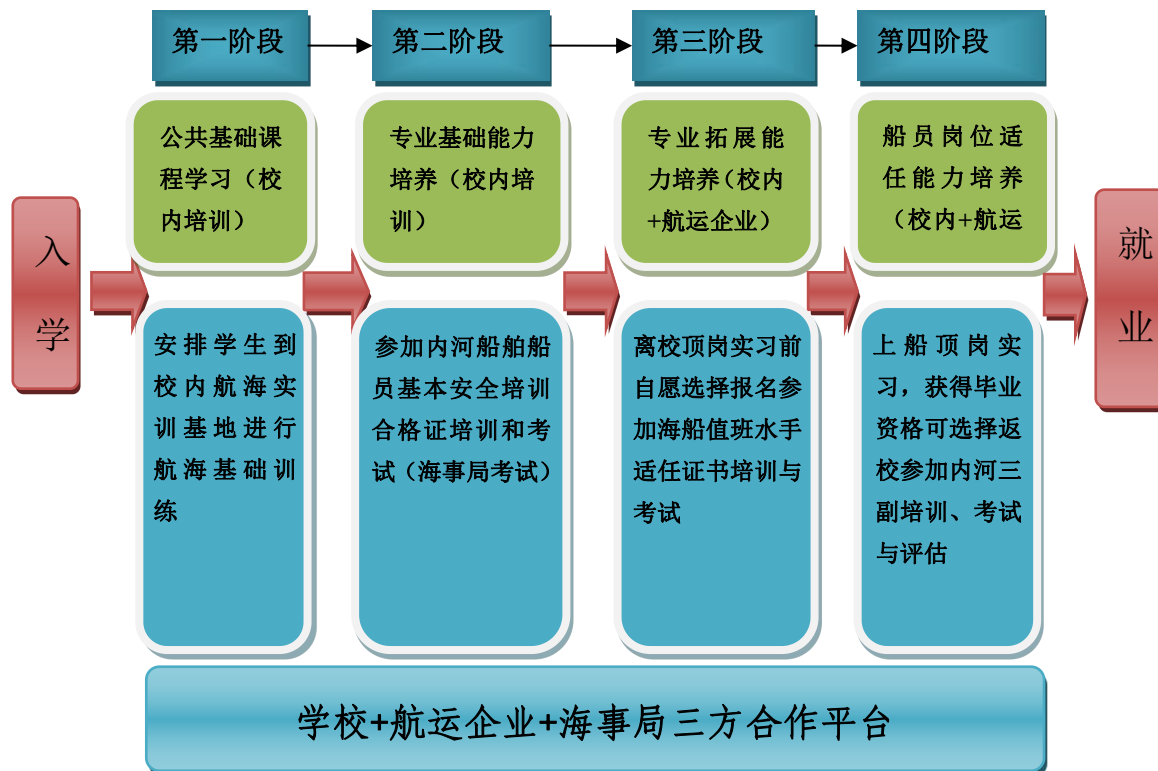 第一阶段
第二阶段
第三阶段
第四阶段
公共基础课
程学习（校
内培训）
专业基础能力
培养（校内培
训）
专业拓展能
力培养（校内
+航运企业）
船员岗位适
任能力培养
（校内+航运
入
学
就
业
安排学生到
校内航海实
训基地进行
航海基础训
练
参加内河船舶船
员基本安全培训
合格证培训和考
试（海事局考试）
离校顶岗实习前
自愿选择报名参
加海船值班水手
适任证书培训与
考试
上船顶岗实
习，获得毕业
资格可选择返
校参加内河三
副培训、考试
与评估
学校+航运企业+海事局三方合作平台